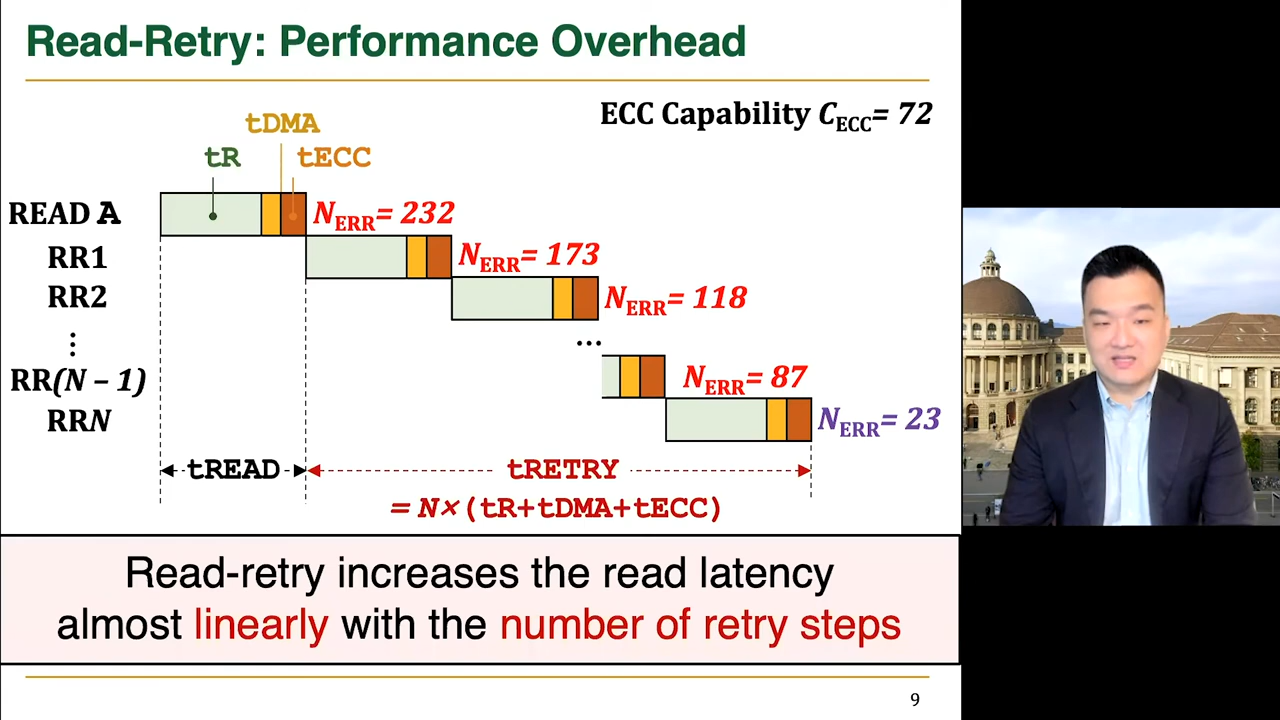 Read-Retry: Performance Overhead
ECC Capability C_ECC = 72
tDMA
tR tECC
READ A N_ERR = 232
RR1 N_ERR = 173
RR2 N_ERR = 118
⋮ ...
RR(N – 1) N_ERR = 87
RRN N_ERR = 23
tREAD tRETRY
= N×(tR+tDMA+tECC)
Read-retry increases the read latency
almost linearly with the number of retry steps
9